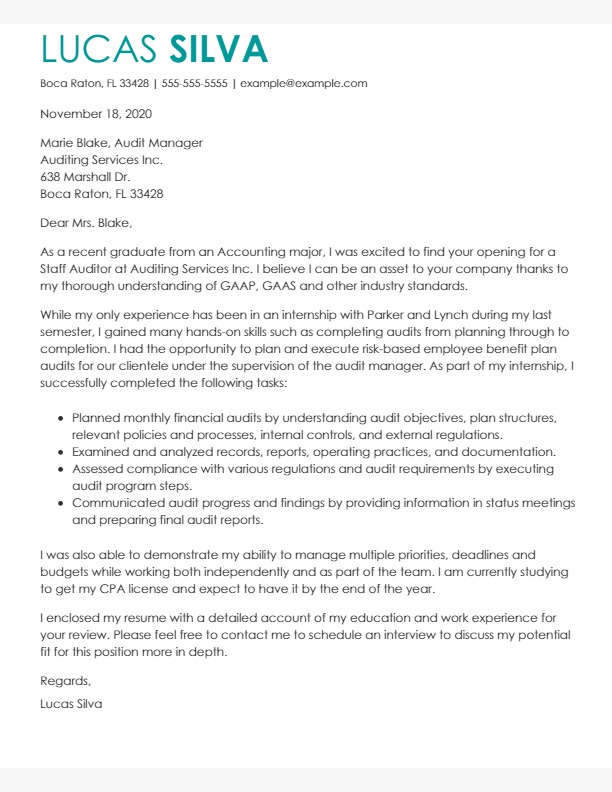 LUCAS SILVA
Boca Raton, FL 33428 | 555-555-5555 | example@example.com
November 18, 2020
Marie Blake, Audit Manager
Auditing Services Inc.
638 Marshall Dr.
Boca Raton, FL 33428
Dear Mrs. Blake,
As a recent graduate from an Accounting major, I was excited to find your opening for a
Staff Auditor at Auditing Services Inc. I believe I can be an asset to your company thanks to
my thorough understanding of GAAP, GAAS and other industry standards.
While my only experience has been in an internship with Parker and Lynch during my last
semester, I gained many hands-on skills such as completing audits from planning through to
completion. I had the opportunity to plan and execute risk-based employee benefit plan
audits for our clientele under the supervision of the audit manager. As part of my internship, I
successfully completed the following tasks:
• Planned monthly financial audits by understanding audit objectives, plan structures,
relevant policies and processes, internal controls, and external regulations.
• Examined and analyzed records, reports, operating practices, and documentation.
• Assessed compliance with various regulations and audit requirements by executing
audit program steps.
• Communicated audit progress and findings by providing information in status meetings
and preparing final audit reports.
I was also able to demonstrate my ability to manage multiple priorities, deadlines and
budgets while working both independently and as part of the team. I am currently studying
to get my CPA license and expect to have it by the end of the year.
I enclosed my resume with a detailed account of my education and work experience for
your review. Please feel free to contact me to schedule an interview to discuss my potential
fit for this position more in depth.
Regards,
Lucas Silva